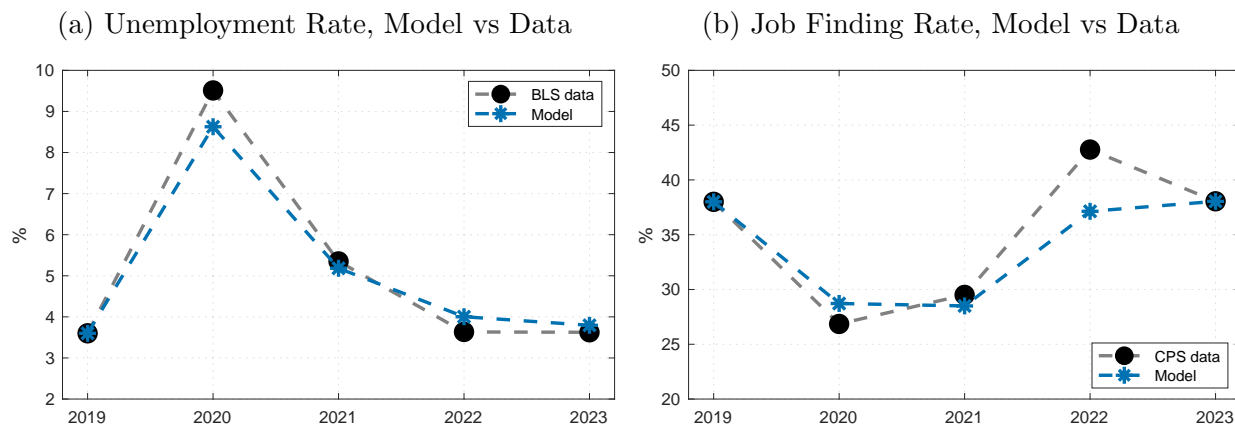 (a) Unemployment Rate, Model vs Data
10
9
8
7
6
5
4
3
2
%
2019 2020 2021 2022 2023
BLS data
Model
(b) Job Finding Rate, Model vs Data
50
45
40
35
30
25
20
%
2019 2020 2021 2022 2023
CPS data
Model